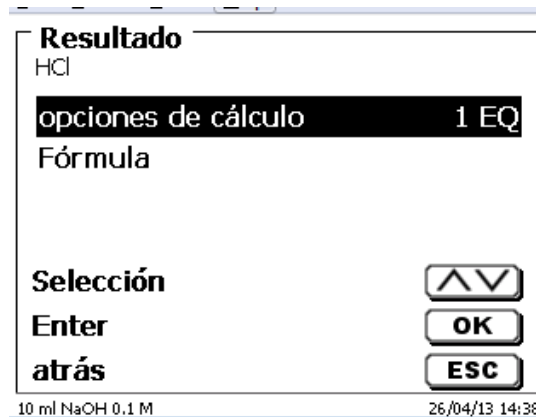 Resultado
HCl
opciones de cálculo 1 EQ
Fórmula
Selección
Enter OK
atrás ESC
10 ml NaOH 0.1 M 26/04/13 14:38